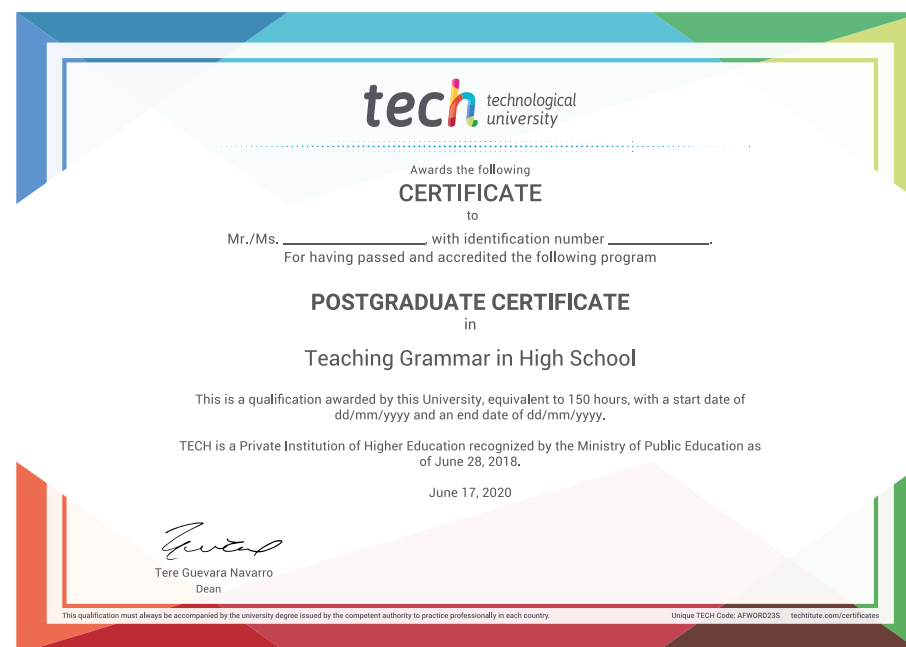 tech technological
university
Awards the following
CERTIFICATE
to
Mr./Ms. ____________________, with identification number ______________.
For having passed and accredited the following program
POSTGRADUATE CERTIFICATE
in
Teaching Grammar in High School
This is a qualification awarded by this University, equivalent to 150 hours, with a start date of
dd/mm/yyyy and an end date of dd/mm/yyyy.
TECH is a Private Institution of Higher Education recognized by the Ministry of Public Education as
of June 28, 2018.
June 17, 2020
Tere Guevara Navarro
Dean
This qualification must always be accompanied by the university degree issued by the competent authority to practice professionally in each country.
Unique TECH Code: AFWORD23S techtitute.com/certificates